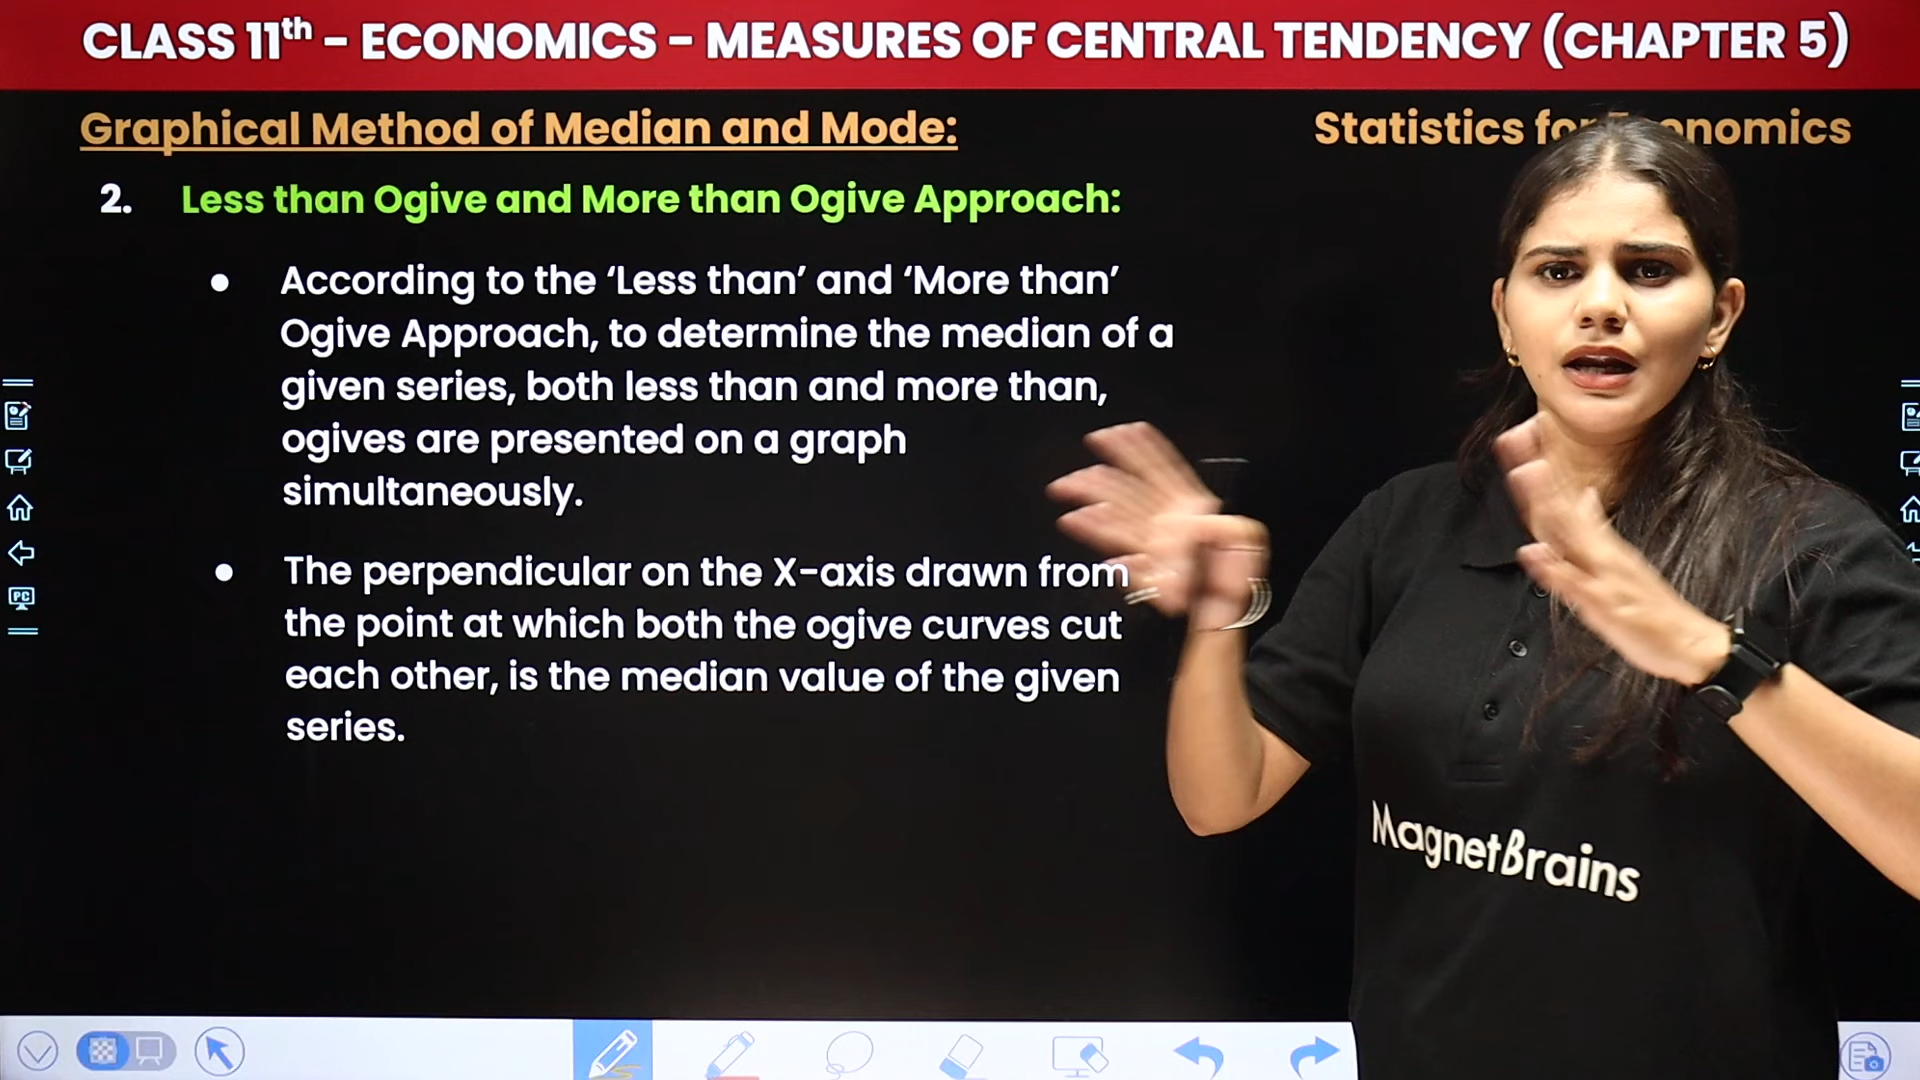 CLASS 11th - ECONOMICS - MEASURES OF CENTRAL TENDENCY (CHAPTER 5)
Graphical Method of Median and Mode:
Statistics for Economics
2. Less than Ogive and More than Ogive Approach:
● According to the ‘Less than’ and ‘More than’
Ogive Approach, to determine the median of a
given series, both less than and more than,
ogives are presented on a graph
simultaneously.
● The perpendicular on the X-axis drawn from
the point at which both the ogive curves cut
each other, is the median value of the given
series.
MagnetBrains
PC